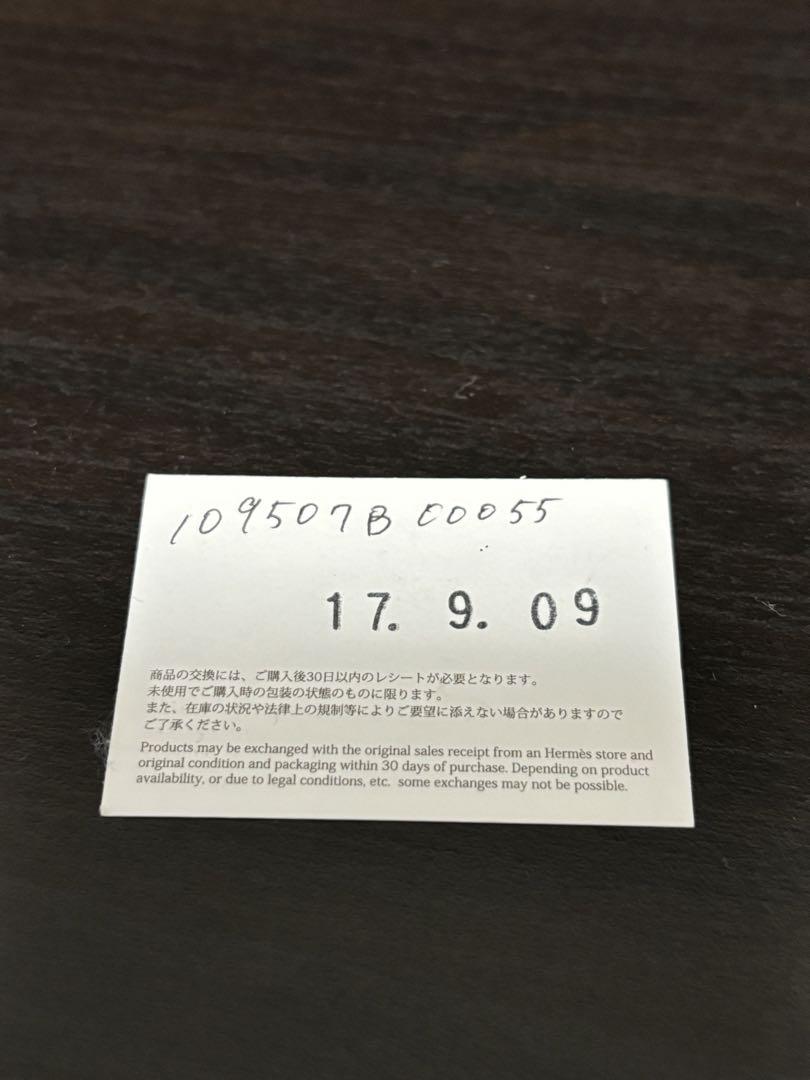 109507B C0055
17. 9. 09
商品の交換には、ご購入後30日以内のレシートが必要となります。
未使用でご購入時の包装の状態のものに限ります。
また、在庫の状況や法律上の規制等によりご要望に添えない場合がありますので
ご了承ください。
Products may be exchanged with the original sales receipt from an Hermès store and
original condition and packaging within 30 days of purchase. Depending on product
availability, or due to legal conditions, etc. some exchanges may not be possible.